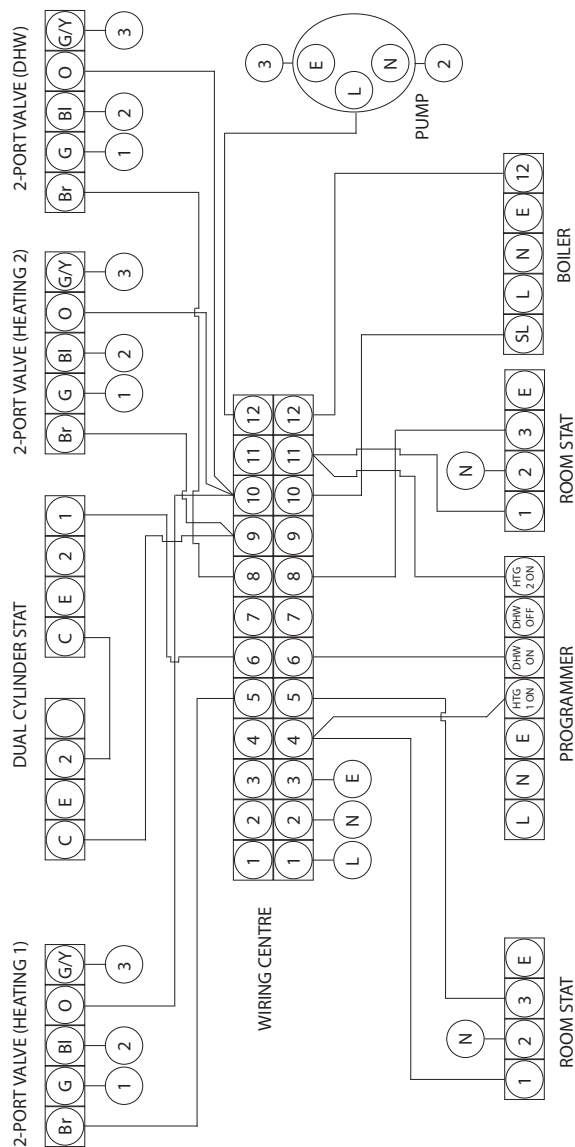 2-PORT VALVE (HEATING 1)
Br G Bl O G/Y
1 2 3
DUAL CYLINDER STAT
C E 2
C E 2 1
2-PORT VALVE (HEATING 2)
Br G Bl O G/Y
1 2 3
2-PORT VALVE (DHW)
Br G Bl O G/Y
1 2 3
WIRING CENTRE
1 2 3 4 5 6 7 8 9 10 11 12
1 2 3 4 5 6 7 8 9 10 11 12
L N E
3
E
L
N
2
PUMP
N
1 2 3 E
ROOM STAT
L N E HTG 1 ON DHW ON DHW OFF HTG 2 ON
PROGRAMMER
N
1 2 3 E
ROOM STAT
SL L N E 12
BOILER